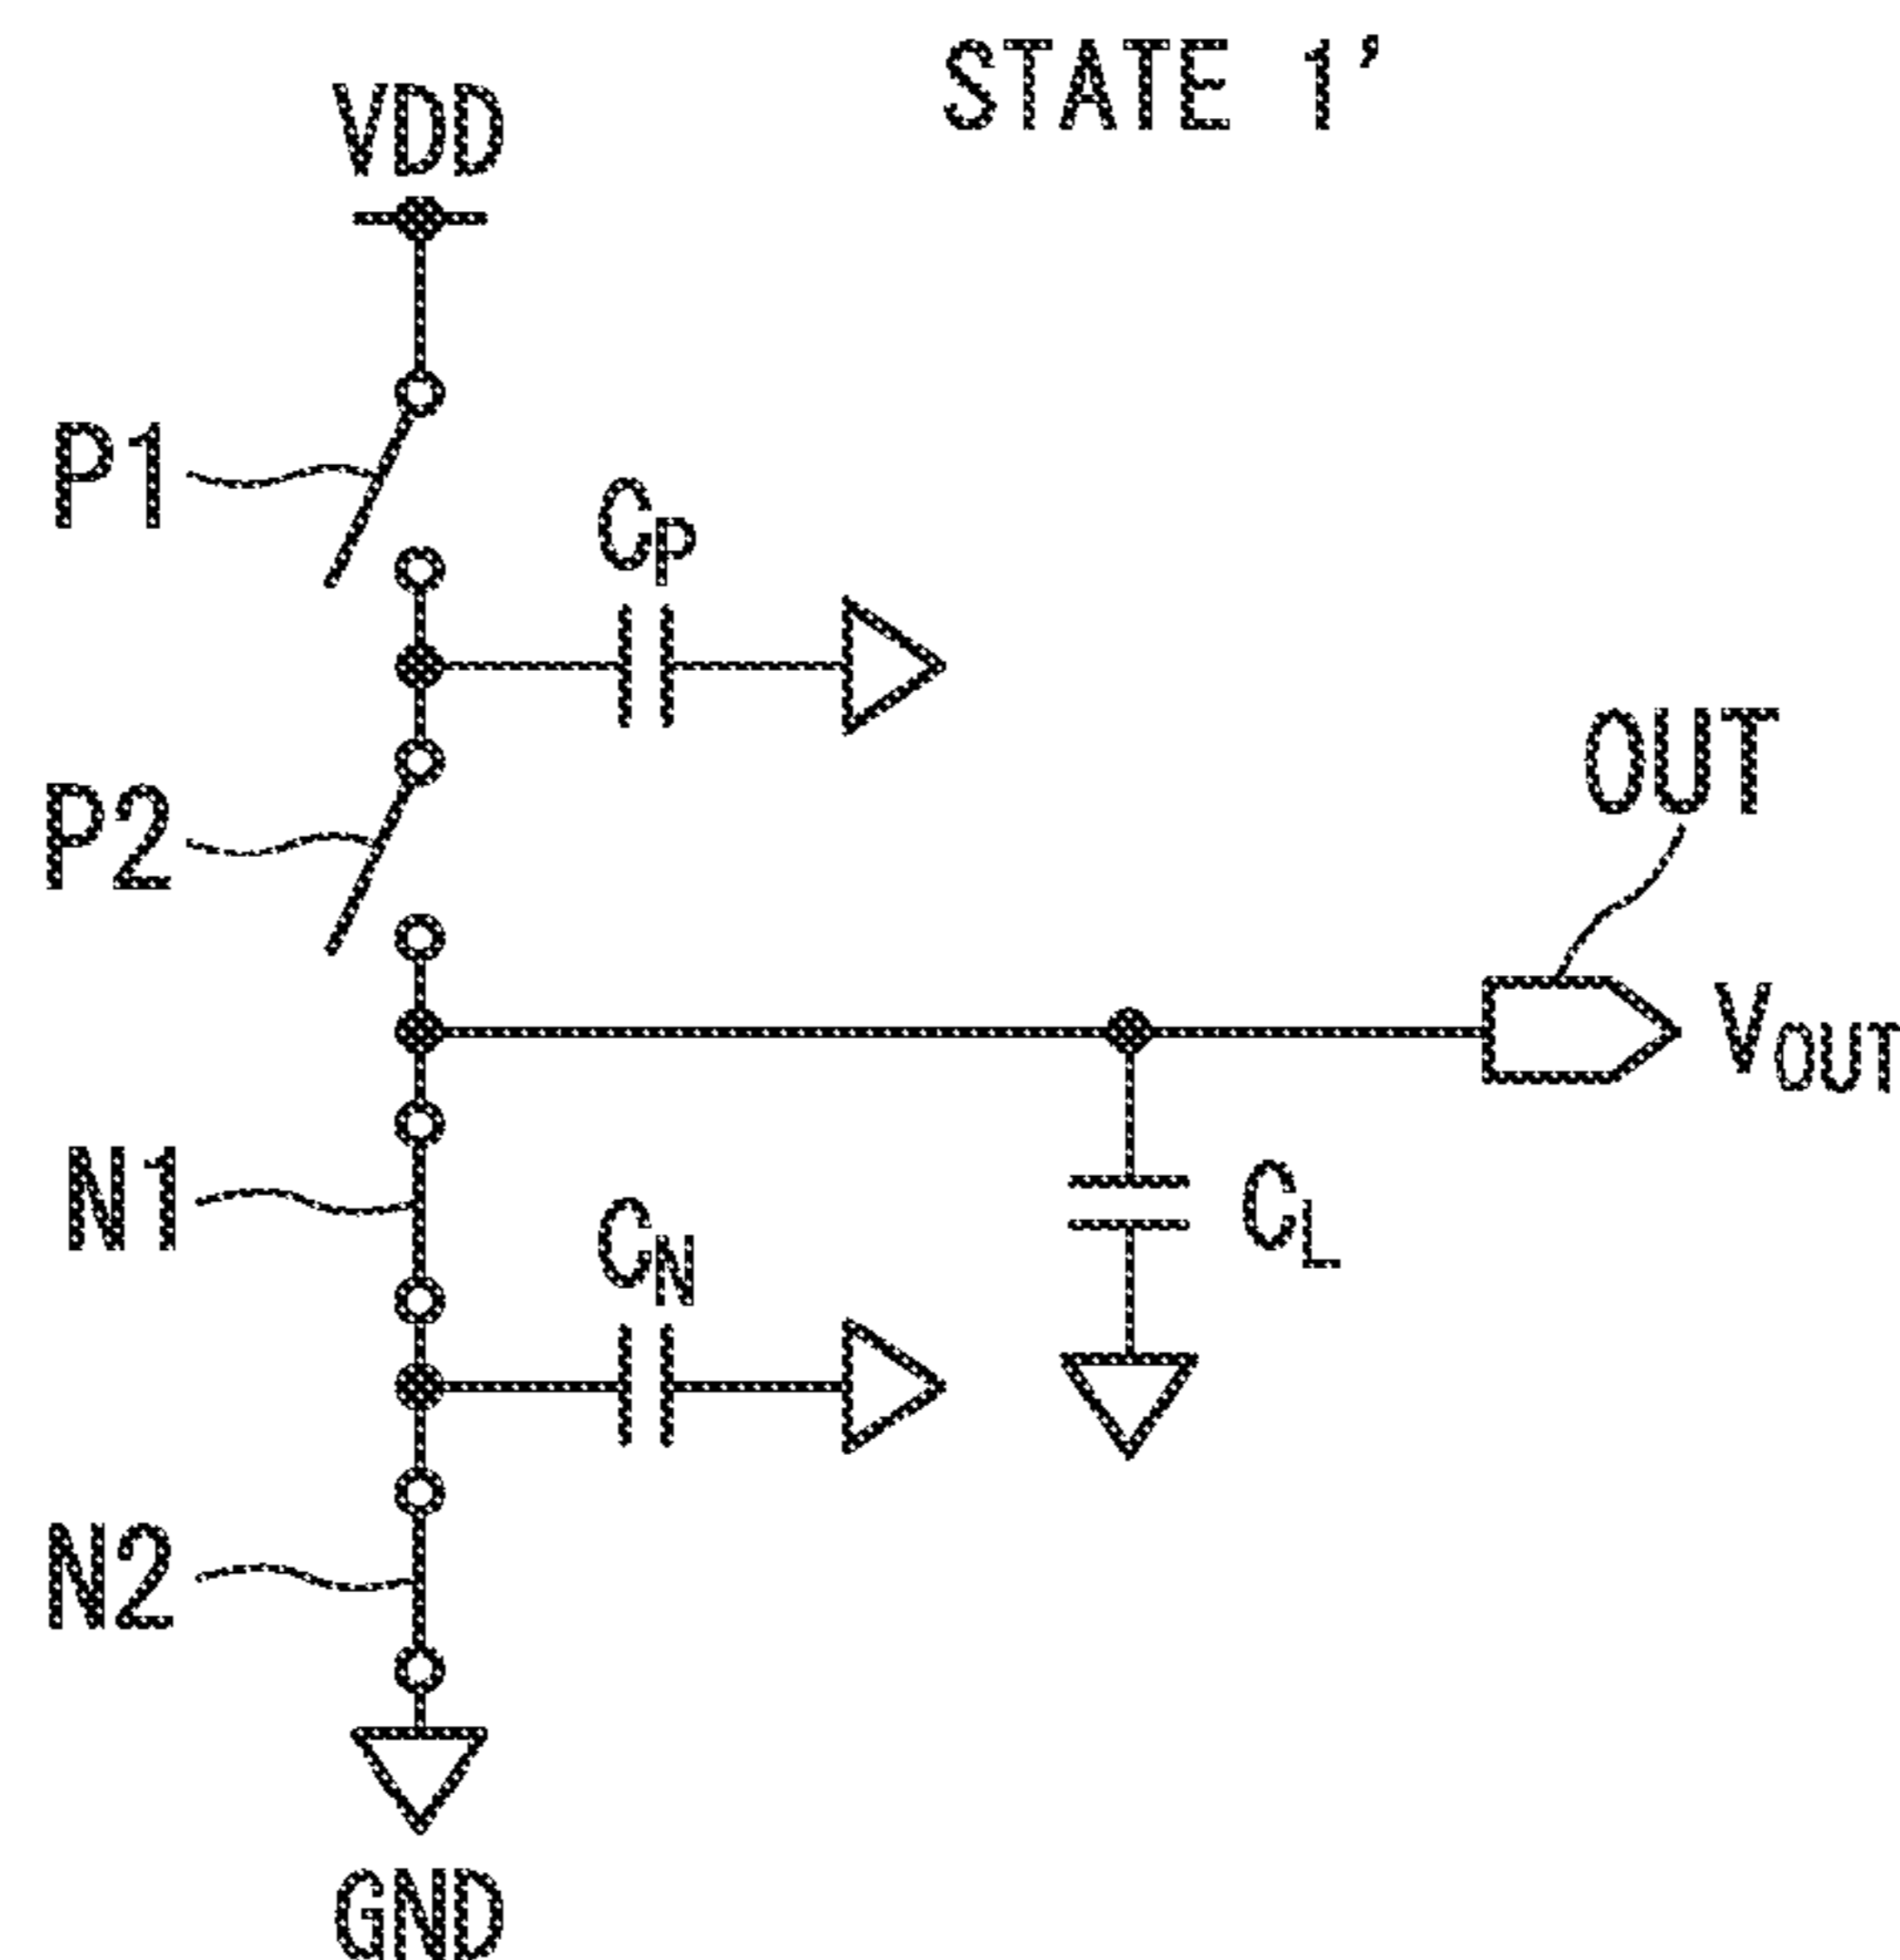 STATE 1’
VDD
P1
CP
P2
OUT
VOUT
N1
CN
CL
N2
GND